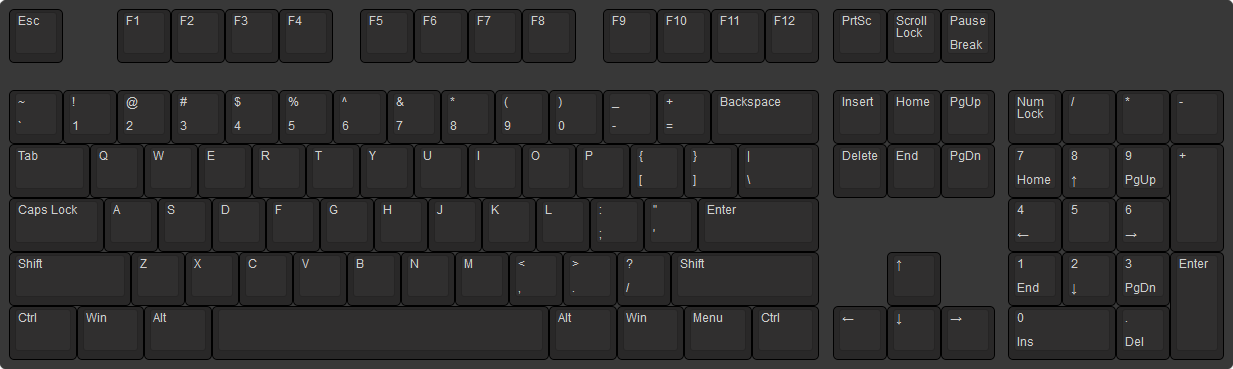 Esc F1 F2 F3 F4 F5 F6 F7 F8 F9 F10 F11 F12 PrtSc Scroll Pause
Lock Break
~ ! @ # $ % ^ & * ( ) _ + Backspace Insert Home PgUp Num / * -
` 1 2 3 4 5 6 7 8 9 0 - = Lock
Tab Q W E R T Y U I O P { } | Delete End PgDn 7 8 9 +
[ ] \ Home ↑ PgUp
Caps Lock A S D F G H J K L : " Enter 4 5 6
; ' ← →
Shift Z X C V B N M < > ? Shift ↑ 1 2 3 Enter
, . / End ↓ PgDn
Ctrl Win Alt Alt Win Menu Ctrl ← ↓ → 0 .
Ins Del